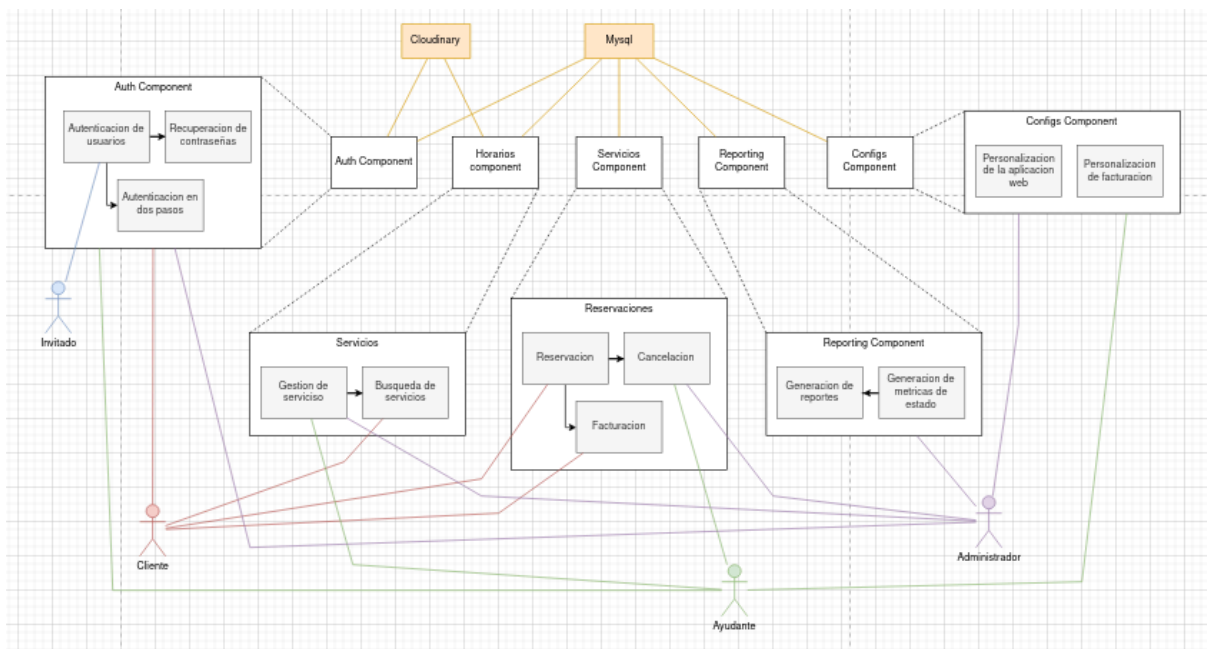 Cloudinary
Mysql
Auth Component
Autenticacion de
usuarios
Recuperacion de
contraseñas
Autenticacion en
dos pasos
Auth Component
Horarios
component
Servicios
Component
Reporting
Component
Configs
Component
Configs Component
Personalizacion
de la aplicacion
web
Personalizacion
de facturacion
Invitado
Servicios
Gestion de
serviciso
Busqueda de
servicios
Reservaciones
Reservacion
Cancelacion
Facturacion
Reporting Component
Generacion de
reportes
Generacion de
metricas de
estado
Cliente
Administrador
Ayudante